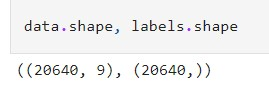 data.shape, labels.shape
((20640, 9), (20640,))